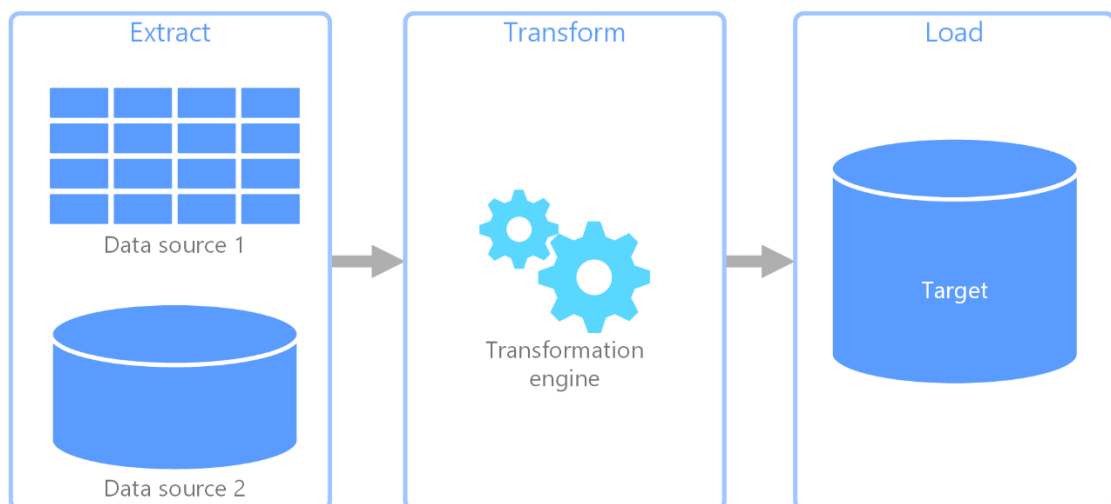 Extract
Data source 1
Data source 2
Transform
Transformation
engine
Load
Target